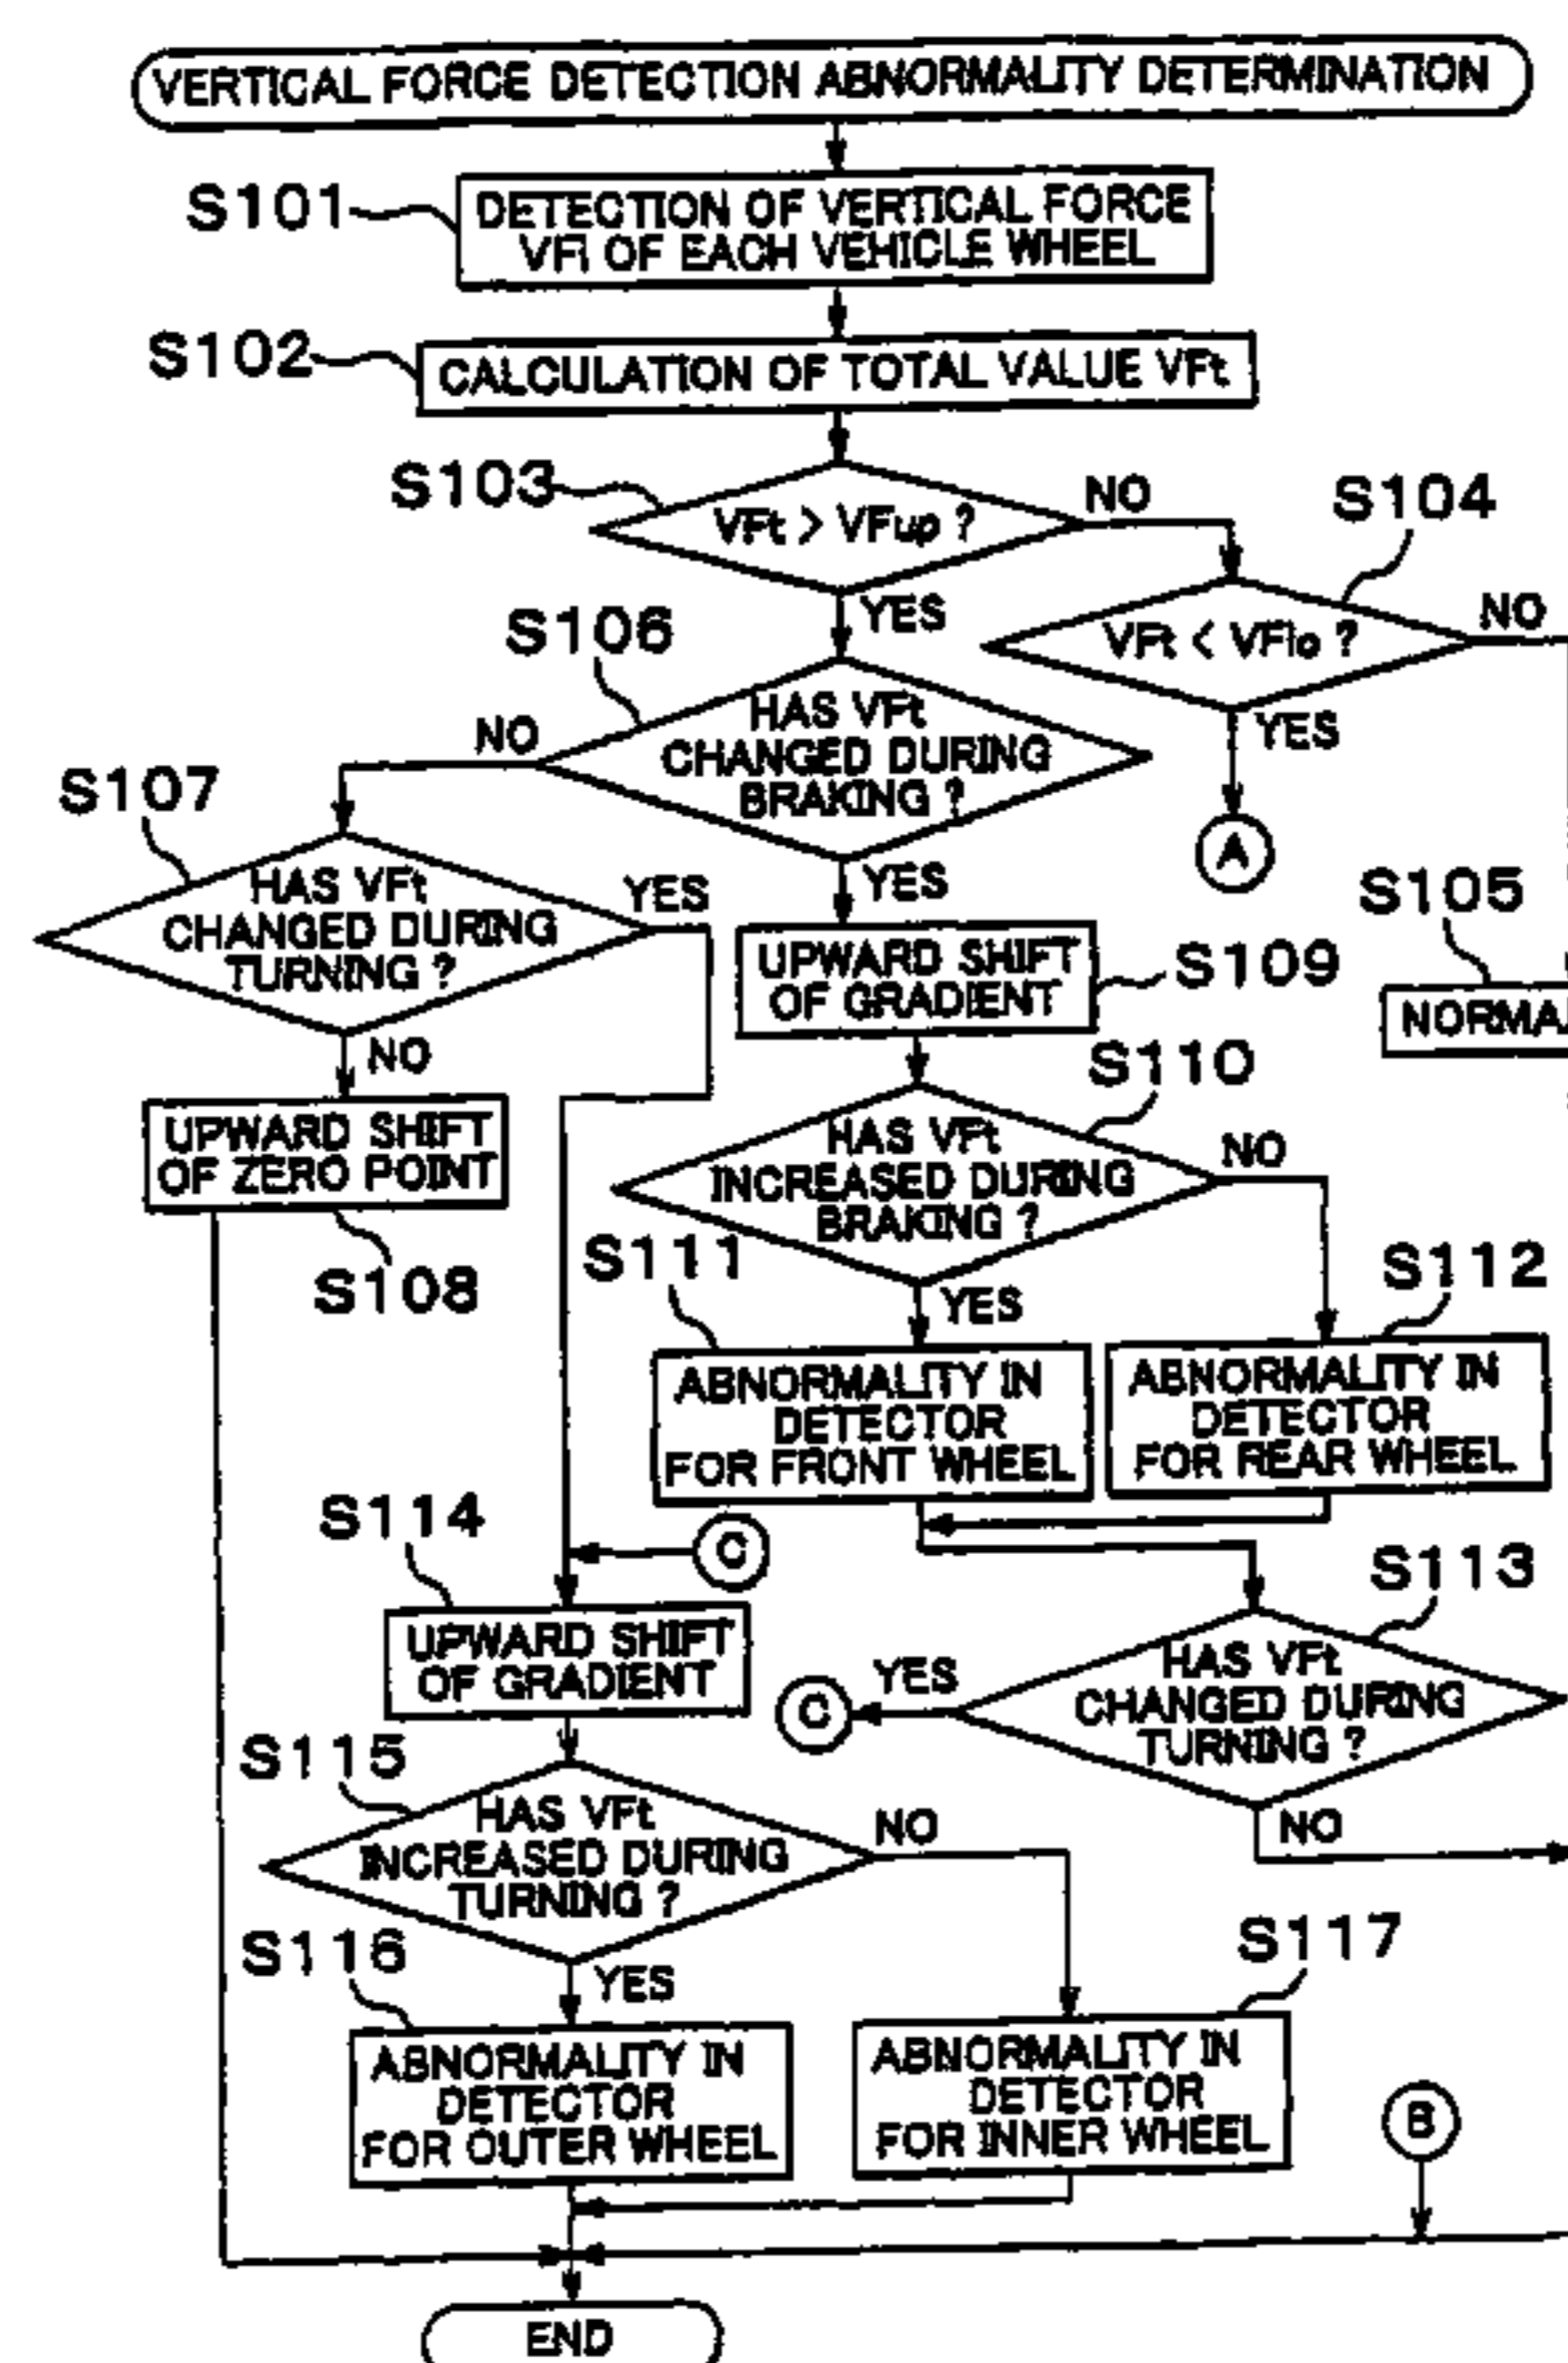 VERTICAL FORCE DETECTION ABNORMALITY DETERMINATION
S101
DETECTION OF VERTICAL FORCE
VFi OF EACH VEHICLE WHEEL
S102
CALCULATION OF TOTAL VALUE VFt
S103
VFt > VFup ?
NO
YES
S104
VFt < VFlo ?
NO
YES
A
S106
HAS VFt
CHANGED DURING
BRAKING ?
NO
YES
S107
HAS VFt
CHANGED DURING
TURNING ?
YES
NO
S105
NORMAL
S109
UPWARD SHIFT
OF GRADIENT
S108
UPWARD SHIFT
OF ZERO POINT
S110
HAS VFt
INCREASED DURING
BRAKING ?
NO
YES
S111
ABNORMALITY IN
DETECTOR
FOR FRONT WHEEL
S112
ABNORMALITY IN
DETECTOR
FOR REAR WHEEL
C
S114
UPWARD SHIFT
OF GRADIENT
S113
HAS VFt
CHANGED DURING
TURNING ?
YES
C
NO
S115
HAS VFt
INCREASED DURING
TURNING ?
NO
YES
S116
ABNORMALITY IN
DETECTOR
FOR OUTER WHEEL
S117
ABNORMALITY IN
DETECTOR
FOR INNER WHEEL
B
END